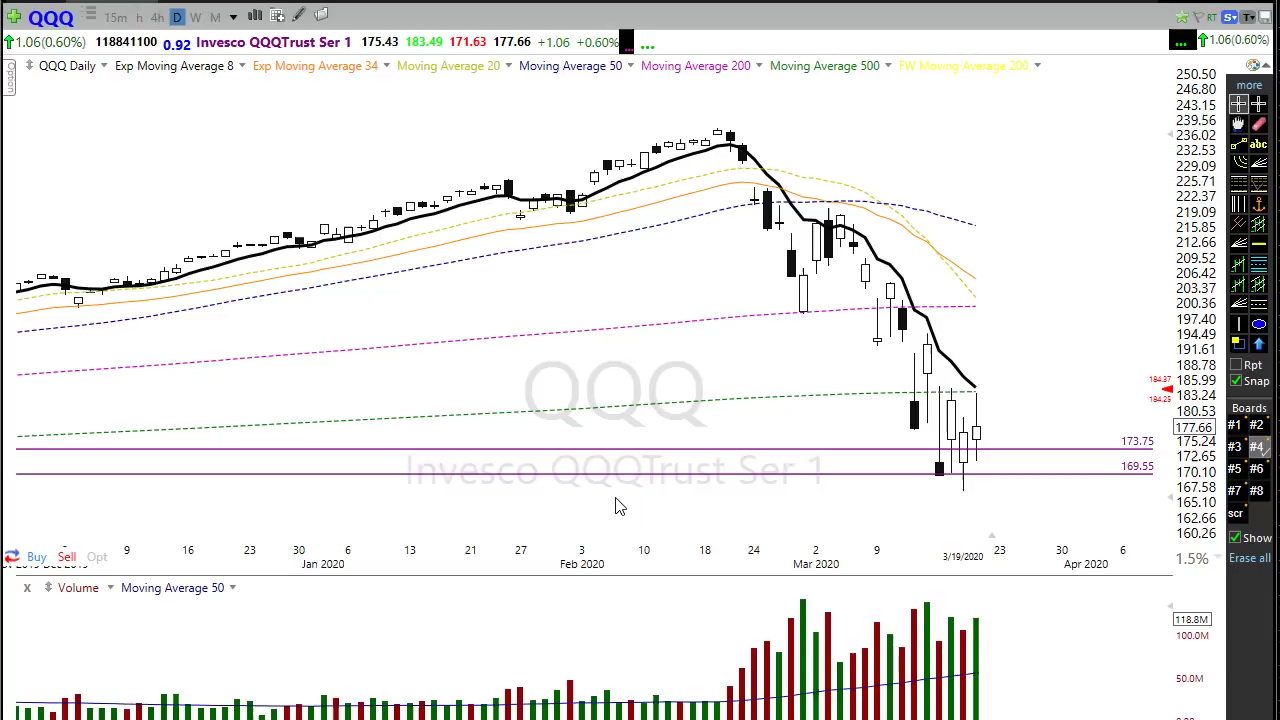 QQQ 15m h 4h D W M RT S T
1.06(0.60%) 118841100 0.92 Invesco QQQTrust Ser 1 175.43 183.49 171.63 177.66 +1.06 +0.60% 1.06(0.60%)
Option
QQQ Daily Exp Moving Average 8 Exp Moving Average 34 Moving Average 20 Moving Average 50 Moving Average 200 Moving Average 500 FW Moving Average 200
250.50
246.80
243.15
239.56
236.02
232.53
229.09
225.71
222.37
219.09
215.85
212.66
209.52
206.42
203.37
200.36
197.40
194.49
191.61
188.78
185.99
183.24
180.53
177.66
175.24
172.65
170.10
167.58
165.10
162.66
160.26
184.37
184.25
173.75
169.55
QQQ
Invesco QQQTrust Ser 1
more
abc
Rpt
Snap
Boards
#1 #2
#3 #4
#5 #6
#7 #8
scr
Show
Erase all
Buy Sell Opt
9 16 23 30 6 13 21 27 3 10 18 24 2 9 3/19/2020 23 30 6
Jan 2020 Feb 2020 Mar 2020 Apr 2020
1.5%
x Volume Moving Average 50
118.8M
100.0M
50.0M